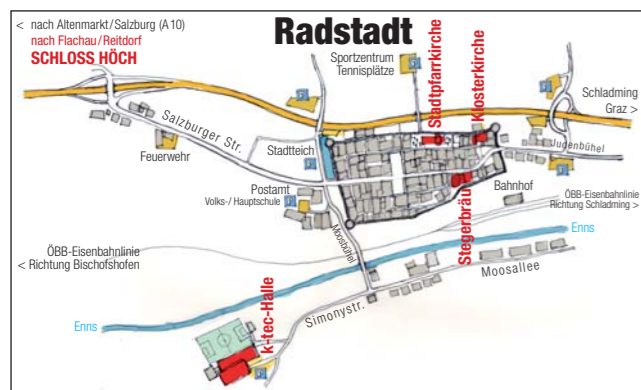 < nach Altenmarkt/Salzburg (A10)
nach Flachau/Reitdorf
SCHLOSS HÖCH
Radstadt
Sportzentrum
Tennisplätze
Stadtpfarrkirche
Klosterkirche
Schladming
Graz >
Salzburger Str.
Feuerwehr
Stadtteich
Judenbühel
Postamt
Volks-/Hauptschule
Moosbühel
Stegerbräu
Bahnhof
ÖBB-Eisenbahnlinie
Richtung Schladming >
ÖBB-Eisenbahnlinie
< Richtung Bischofshofen
Enns
Moosallee
Simonystr.
Enns
k-tec-Halle